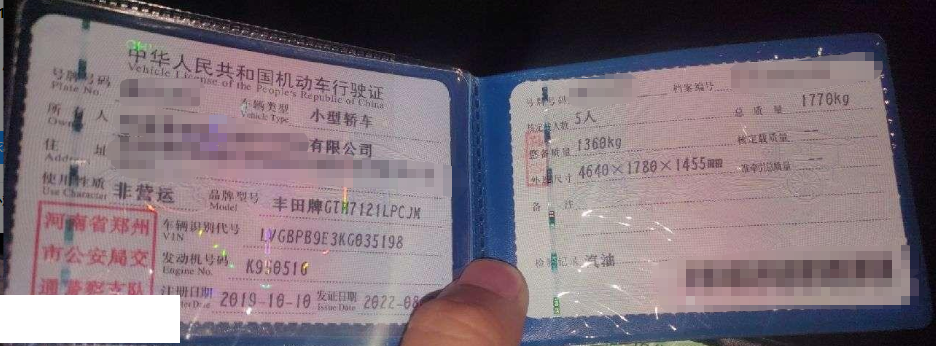 中华人民共和国机动车行驶证
Vehicle License of the People's Republic of China
号牌号码
Plate No.
车辆类型
Vehicle Type
小型轿车
所 有 人
Owner
有限公司
住 址
Address
使用性质
Use Character
非营运
品牌型号
Model
丰田牌GTM7121LPCJM
河南省郑州
市公安局交
通警察支队
车辆识别代号
VIN
LVGBPB9E3KG035198
发动机号码
Engine No.
K950510
注册日期
2019-10-10
发证日期
Issue Date
2022-08
号牌号码
档案编号
核定载人数
5人
总 质 量
1770kg
整备质量
1360kg
核定载质量
--
外廓尺寸
4640×1780×1455mm
准牵引总质量
--
备 注
检验记录
汽油